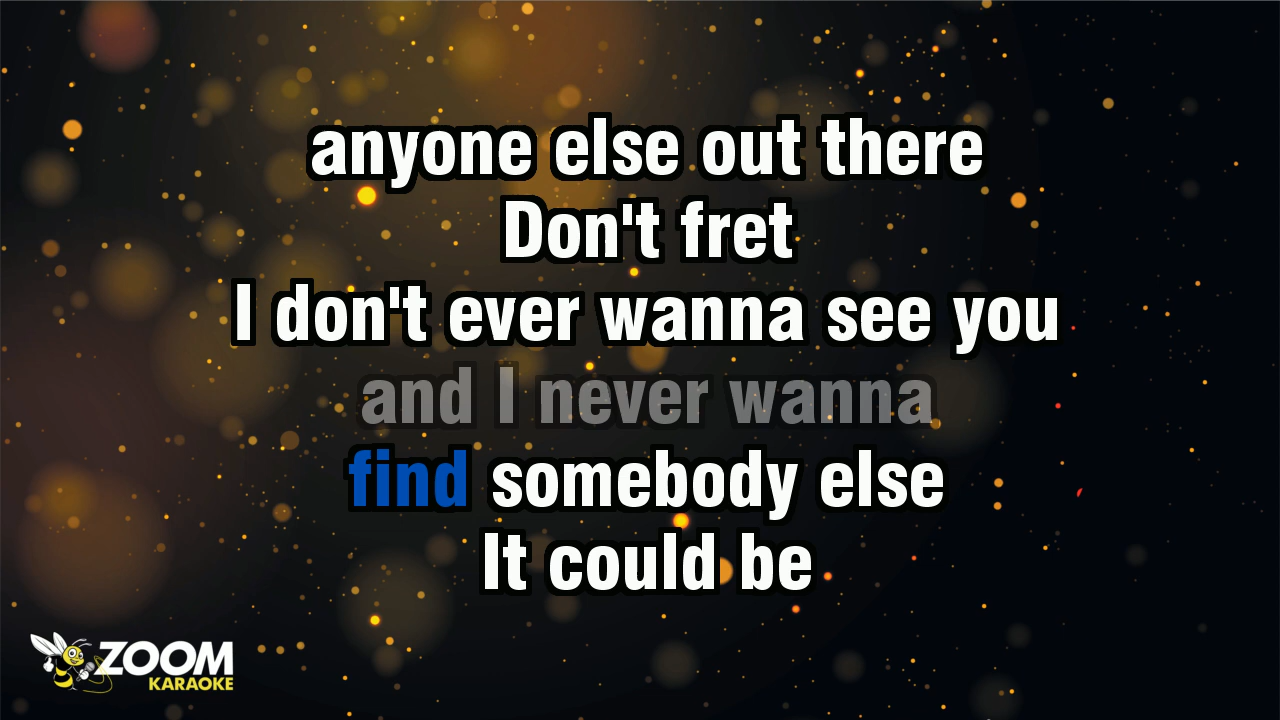 anyone else out there
Don't fret
I don't ever wanna see you
and I never wanna
find somebody else
It could be
ZOOM
KARAOKE